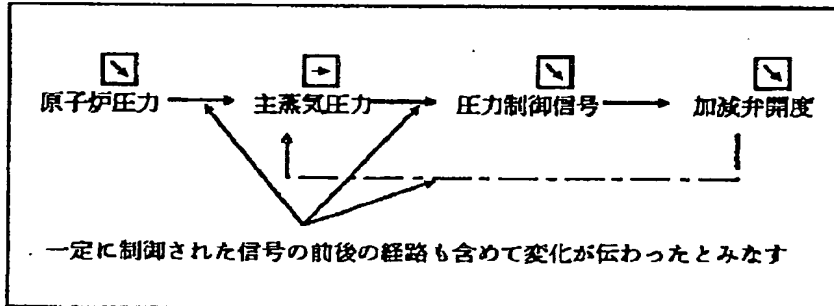 原子炉圧力 主蒸気圧力 圧力制御信号 加減弁開度
一定に制御された信号の前後の経路も含めて変化が伝わったとみなす